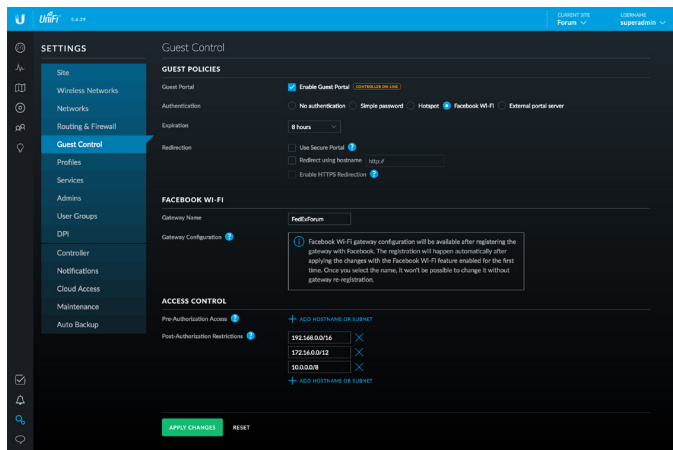 UniFi 5.6.29
CURRENT SITE
Forum
USERNAME
superadmin
SETTINGS
Site
Wireless Networks
Networks
Routing & Firewall
Guest Control
Profiles
Services
Admins
User Groups
DPI
Controller
Notifications
Cloud Access
Maintenance
Auto Backup
Guest Control
GUEST POLICIES
Guest Portal
Enable Guest Portal
CONTROLLER ON-LINE
Authentication
No authentication Simple password Hotspot Facebook Wi-Fi External portal server
Expiration
8 hours
Redirection
Use Secure Portal ?
Redirect using hostname http://
Enable HTTPS Redirection ?
FACEBOOK WI-FI
Gateway Name
FedExForum
Gateway Configuration ?
Facebook Wi-Fi gateway configuration will be available after registering the
gateway with Facebook. The registration will happen automatically after
applying the changes with the Facebook Wi-Fi feature enabled for the first
time. Once you select the name, it won't be possible to change it without
gateway re-registration.
ACCESS CONTROL
Pre-Authorization Access ?
+ ADD HOSTNAME OR SUBNET
Post-Authorization Restrictions ?
192.168.0.0/16
172.16.0.0/12
10.0.0.0/8
+ ADD HOSTNAME OR SUBNET
APPLY CHANGES
RESET